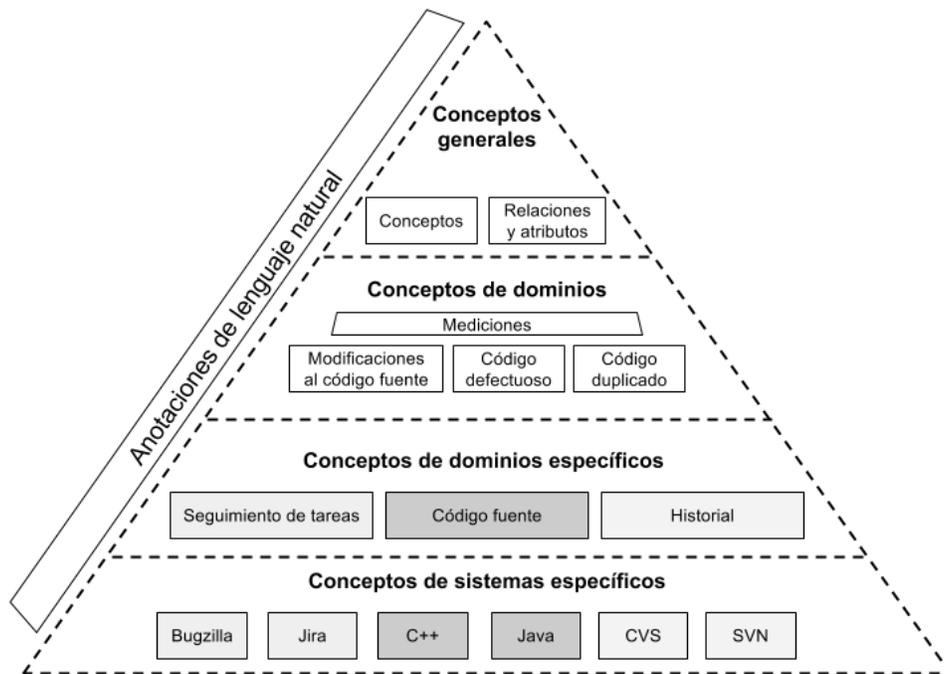 Conceptos
generales
Conceptos
Relaciones
y atributos
Anotaciones de lenguaje natural
Conceptos de dominios
Mediciones
Modificaciones
al código fuente
Código
defectuoso
Código
duplicado
Conceptos de dominios específicos
Seguimiento de tareas
Código fuente
Historial
Conceptos de sistemas específicos
Bugzilla
Jira
C++
Java
CVS
SVN